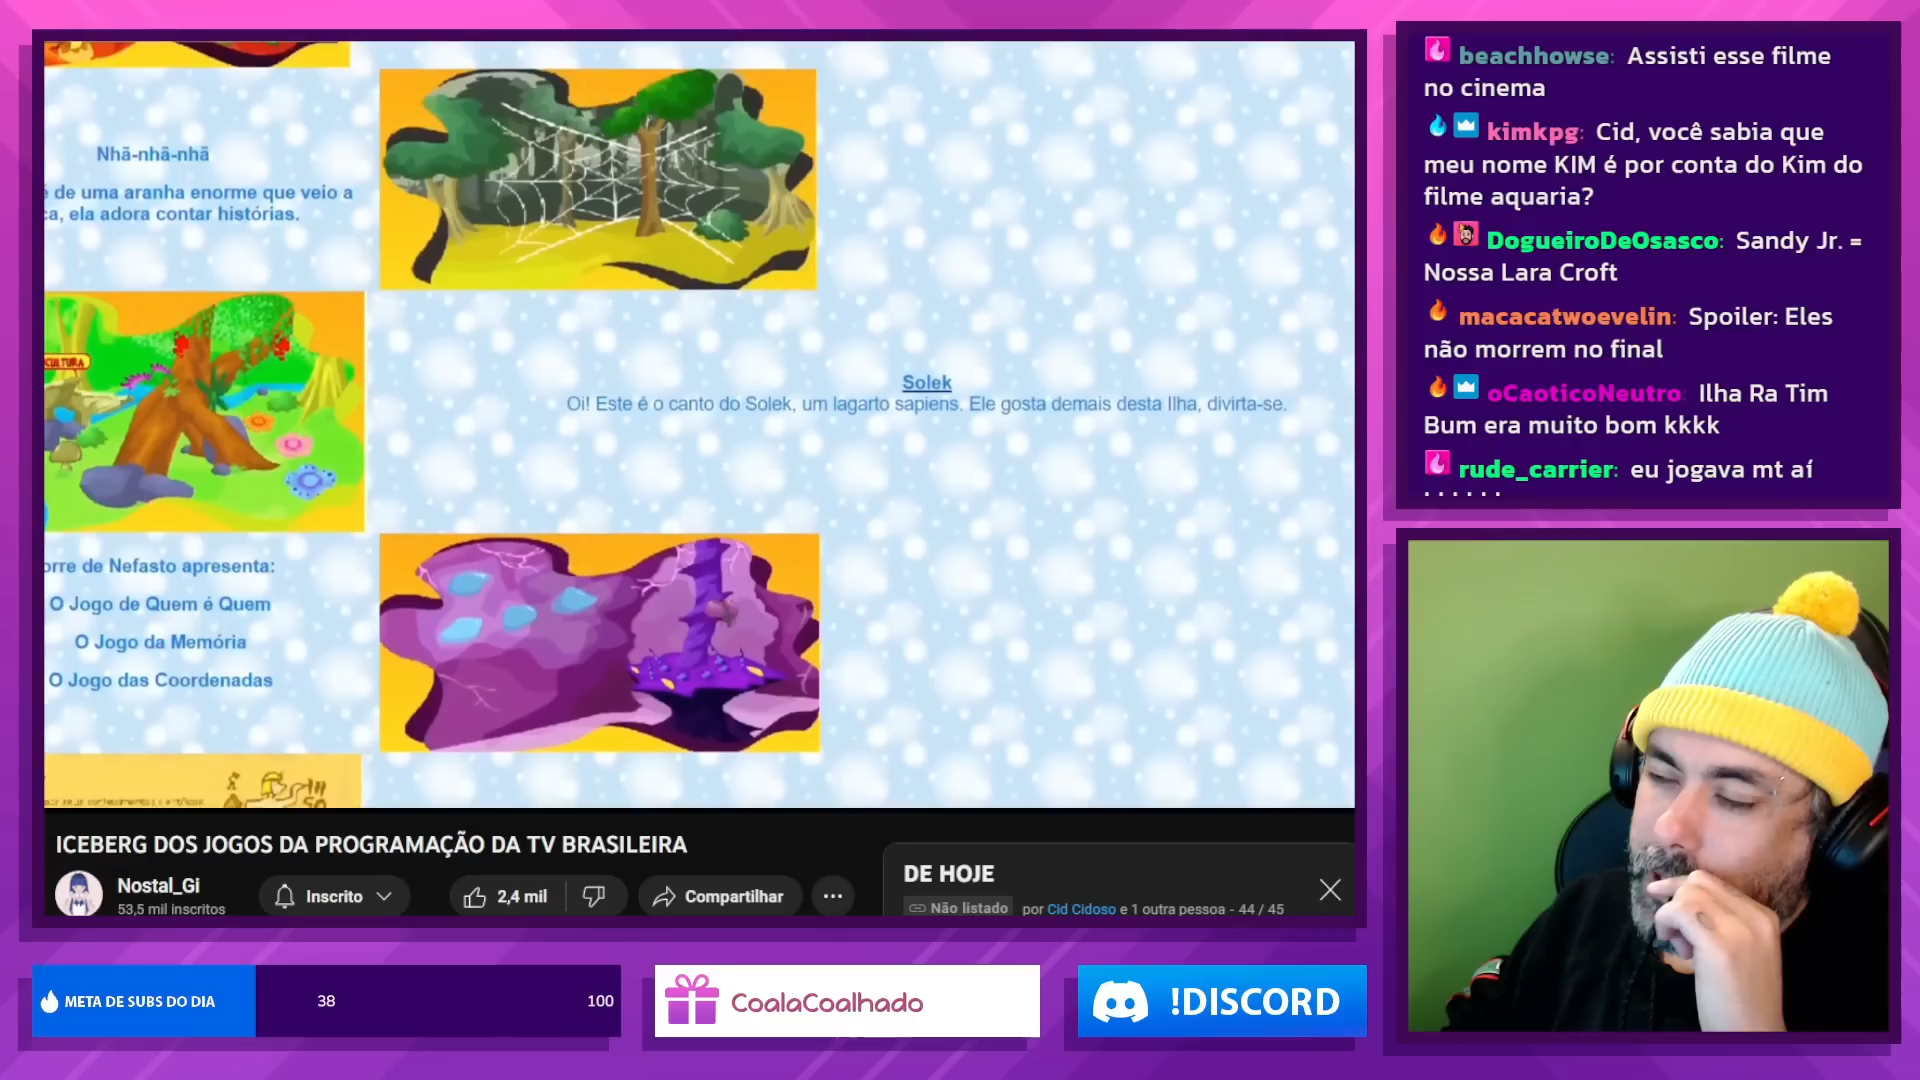 Nhã-nhã-nhã
é de uma aranha enorme que veio a
ca, ela adora contar histórias.
CULTURA
Solek
Oi! Este é o canto do Solek, um lagarto sapiens. Ele gosta demais desta Ilha, divirta-se.
orre de Nefasto apresenta:
O Jogo de Quem é Quem
O Jogo da Memória
O Jogo das Coordenadas
ICEBERG DOS JOGOS DA PROGRAMAÇÃO DA TV BRASILEIRA
Nostal_Gi
53,5 mil inscritos
Inscrito
2,4 mil
Compartilhar
DE HOJE
Não listado por Cid Cidoso e 1 outra pessoa - 44 / 45
beachhowse: Assisti esse filme
no cinema
kimkpg: Cid, você sabia que
meu nome KIM é por conta do Kim do
filme aquaria?
DogueiroDeOsasco: Sandy Jr. =
Nossa Lara Croft
macacatwoevelin: Spoiler: Eles
não morrem no final
oCaoticoNeutro: Ilha Ra Tim
Bum era muito bom kkkk
rude_carrier: eu jogava mt aí
META DE SUBS DO DIA
38
100
CoalaCoalhado
!DISCORD